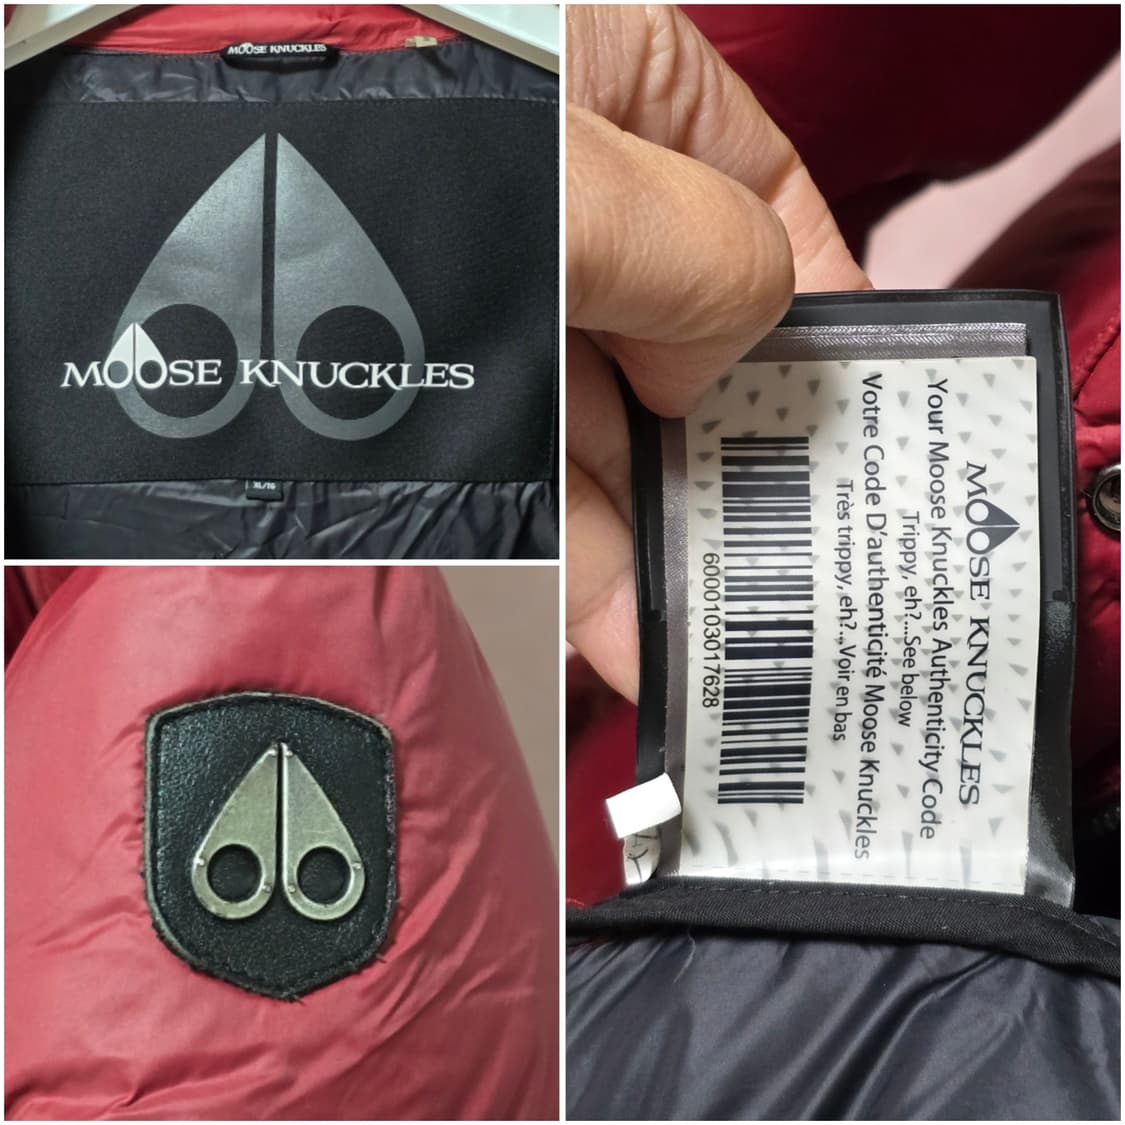 MOOSE KNUCKLES
MOOSE KNUCKLES
XL/TG
MOOSE KNUCKLES
Your Moose Knuckles Authenticity Code
Trippy, eh?...See below
Votre Code D'authenticité Moose Knuckles
Très trippy, eh?...Voir en bas
6000103017628